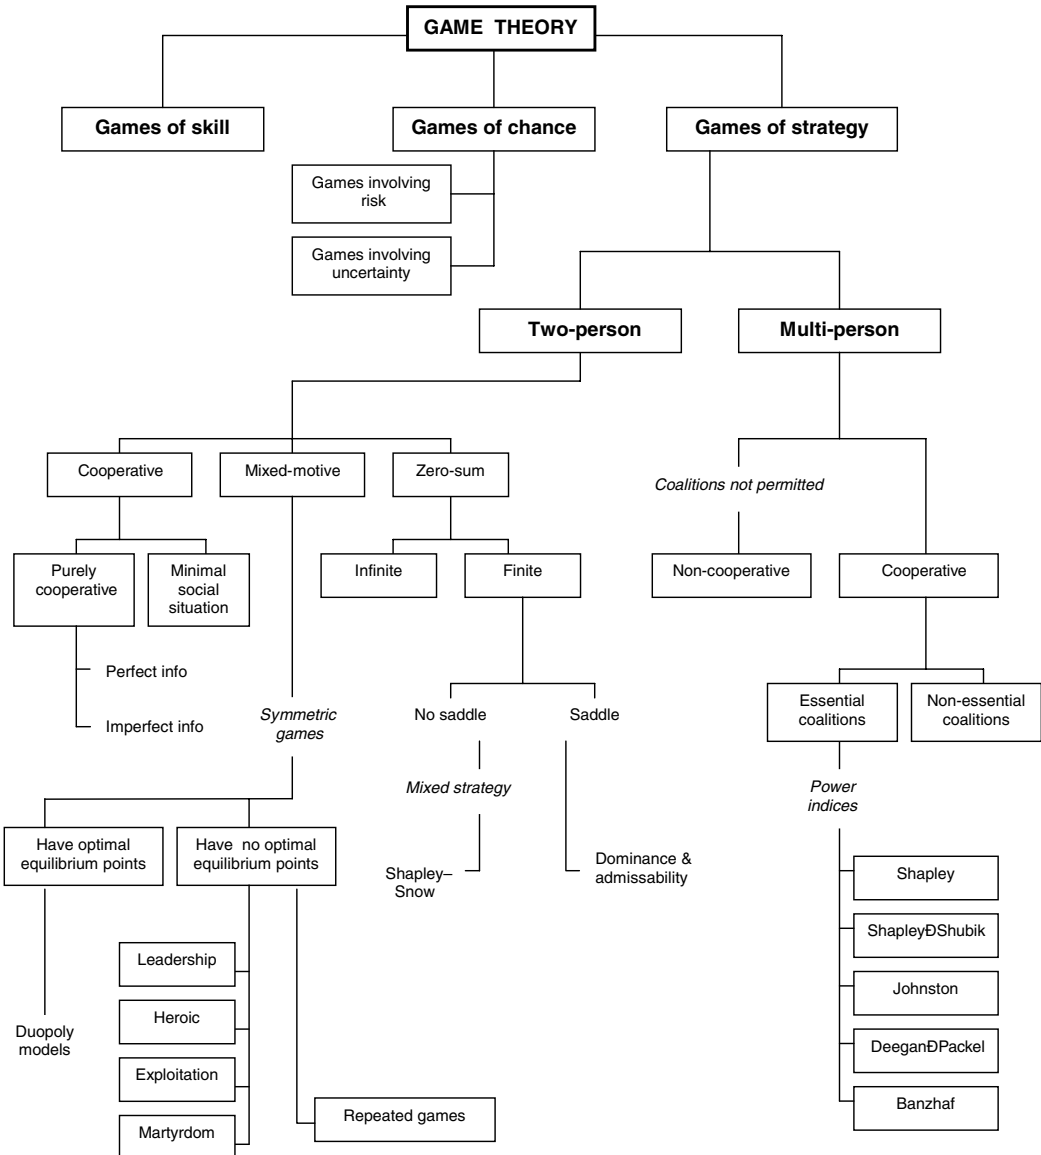 GAME THEORY
Games of skill
Games of chance
Games of strategy
Games involving
risk
Games involving
uncertainty
Two-person
Multi-person
Cooperative
Mixed-motive
Zero-sum
Coalitions not permitted
Purely
cooperative
Minimal
social
situation
Infinite
Finite
Non-cooperative
Cooperative
Perfect info
Imperfect info
Symmetric
games
No saddle
Saddle
Essential
coalitions
Non-essential
coalitions
Mixed strategy
Power
indices
Have optimal
equilibrium points
Have no optimal
equilibrium points
Shapley–
Snow
Dominance &
admissability
Shapley
ShapleyÐShubik
Johnston
DeeganÐPackel
Banzhaf
Leadership
Heroic
Exploitation
Martyrdom
Duopoly
models
Repeated games